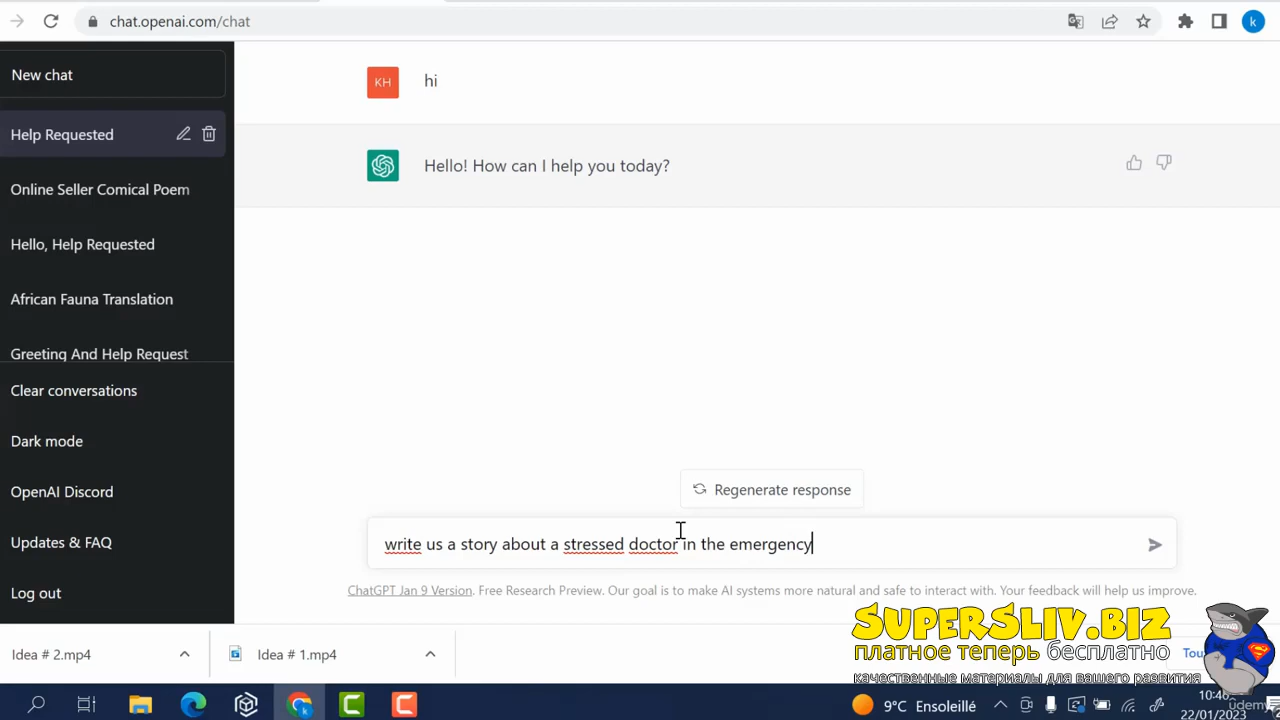 chat.openai.com/chat
k
New chat
Help Requested
Online Seller Comical Poem
Hello, Help Requested
African Fauna Translation
Greeting And Help Request
Clear conversations
Dark mode
OpenAI Discord
Updates & FAQ
Log out
KH
hi
Hello! How can I help you today?
Regenerate response
write us a story about a stressed doctor in the emergency
ChatGPT Jan 9 Version. Free Research Preview. Our goal is to make AI systems more natural and safe to interact with. Your feedback will help us improve.
SUPERSLIV.BIZ
платное теперь бесплатно
качественные материалы для вашего развития
Idea # 2.mp4
Idea # 1.mp4
Tou
9°C Ensoleillé
10:46
22/01/2023
udemy